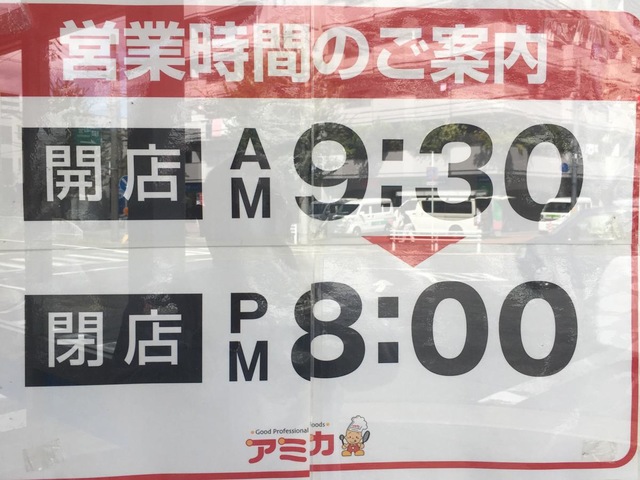 営業時間のご案内
開店 AM 9:30
閉店 PM 8:00
Good Professional Foods
アミカ